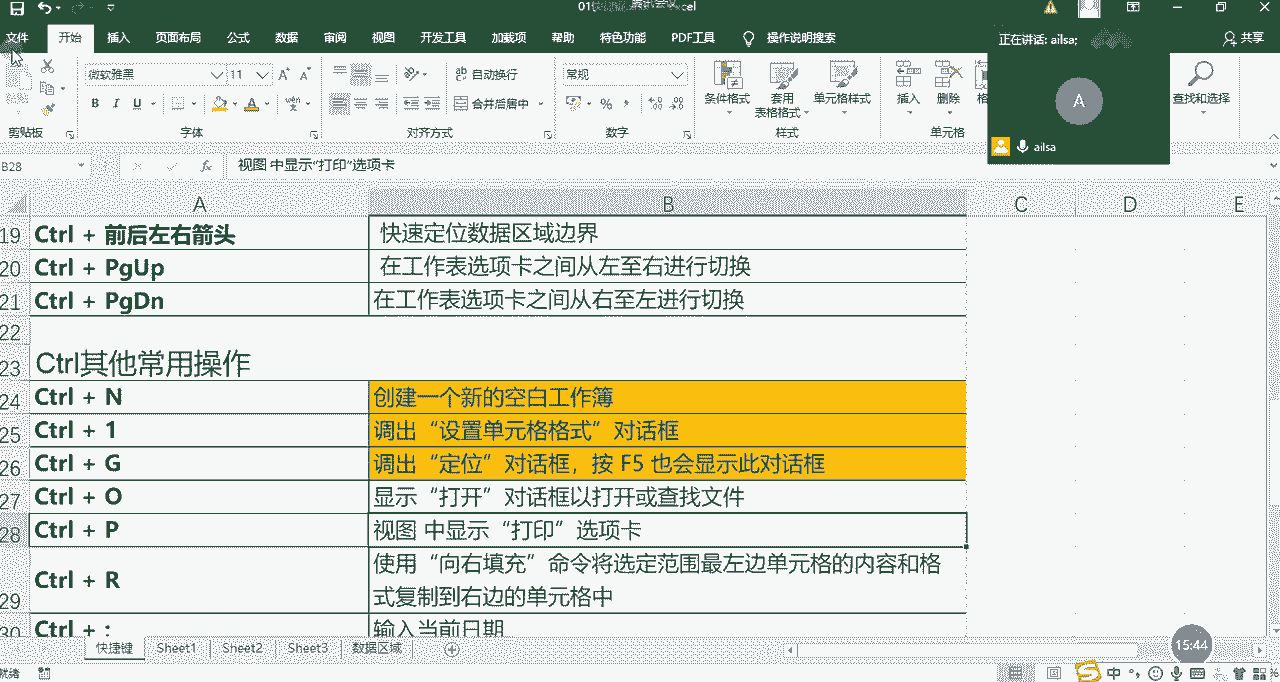 文件 开始 插入 页面布局 公式 数据 审阅 视图 开发工具 加载项 帮助 特色功能 PDF工具 操作说明搜索 共享
正在讲话: ailsa;
微软雅黑 11 自动换行 常规
B I U 合并后居中 % 条件格式 套用 表格格式 单元格样式 插入 删除 查找和选择
剪贴板 字体 对齐方式 数字 样式 单元格
A
ailsa
B28 fx 视图 中显示“打印”选项卡
A B C D E
19 Ctrl + 前后左右箭头 快速定位数据区域边界
20 Ctrl + PgUp 在工作表选项卡之间从左至右进行切换
21 Ctrl + PgDn 在工作表选项卡之间从右至左进行切换
22
23 Ctrl其他常用操作
24 Ctrl + N 创建一个新的空白工作簿
25 Ctrl + 1 调出“设置单元格格式”对话框
26 Ctrl + G 调出“定位”对话框，按 F5 也会显示此对话框
27 Ctrl + O 显示“打开”对话框以打开或查找文件
28 Ctrl + P 视图 中显示“打印”选项卡
29 Ctrl + R 使用“向右填充”命令将选定范围最左边单元格的内容和格
式复制到右边的单元格中
30 Ctrl + : 输入当前日期
快捷键 Sheet1 Sheet2 Sheet3 数据区域
15:44
就绪 中